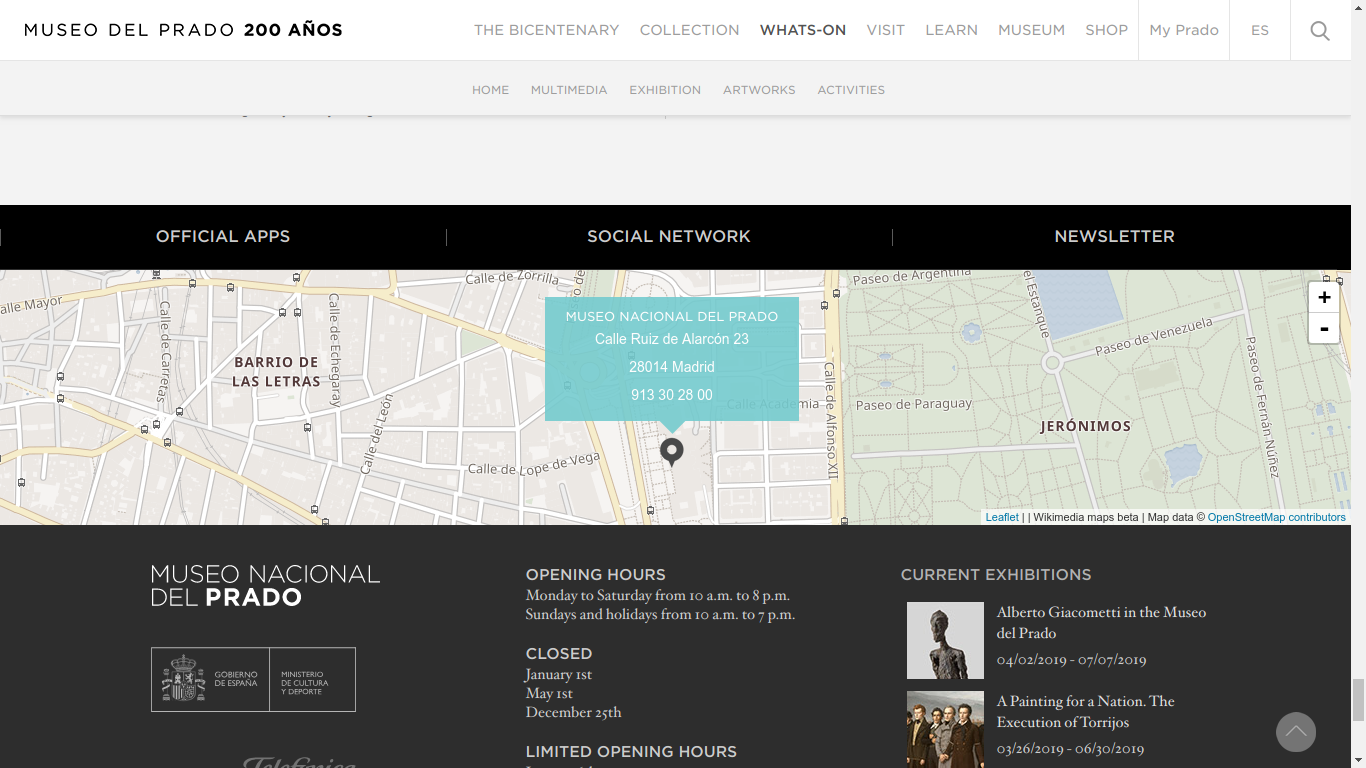 MUSEO DEL PRADO 200 AÑOS
THE BICENTENARY
COLLECTION
WHATS-ON
VISIT
LEARN
MUSEUM
SHOP
My Prado
ES
HOME
MULTIMEDIA
EXHIBITION
ARTWORKS
ACTIVITIES
OFFICIAL APPS
SOCIAL NETWORK
NEWSLETTER
Calle de Zorrilla
Paseo de Argentina
alle Mayor
Calle de Carretas
Calle de Echegaray
el Estanque
MUSEO NACIONAL DEL PRADO
Calle Ruiz de Alarcón 23
28014 Madrid
913 30 28 00
+
-
Paseo de Venezuela
BARRIO DE
LAS LETRAS
Calle del León
Calle Academia
Calle de Alfonso XII
Paseo de Paraguay
Paseo de Fernán Núñez
JERÓNIMOS
Calle de Lope de Vega
Leaflet | | Wikimedia maps beta | Map data © OpenStreetMap contributors
MUSEO NACIONAL
DEL PRADO
GOBIERNO
DE ESPAÑA
MINISTERIO
DE CULTURA
Y DEPORTE
Telefónica
OPENING HOURS
Monday to Saturday from 10 a.m. to 8 p.m.
Sundays and holidays from 10 a.m. to 7 p.m.
CLOSED
January 1st
May 1st
December 25th
LIMITED OPENING HOURS
CURRENT EXHIBITIONS
Alberto Giacometti in the Museo
del Prado
04/02/2019 - 07/07/2019
A Painting for a Nation. The
Execution of Torrijos
03/26/2019 - 06/30/2019